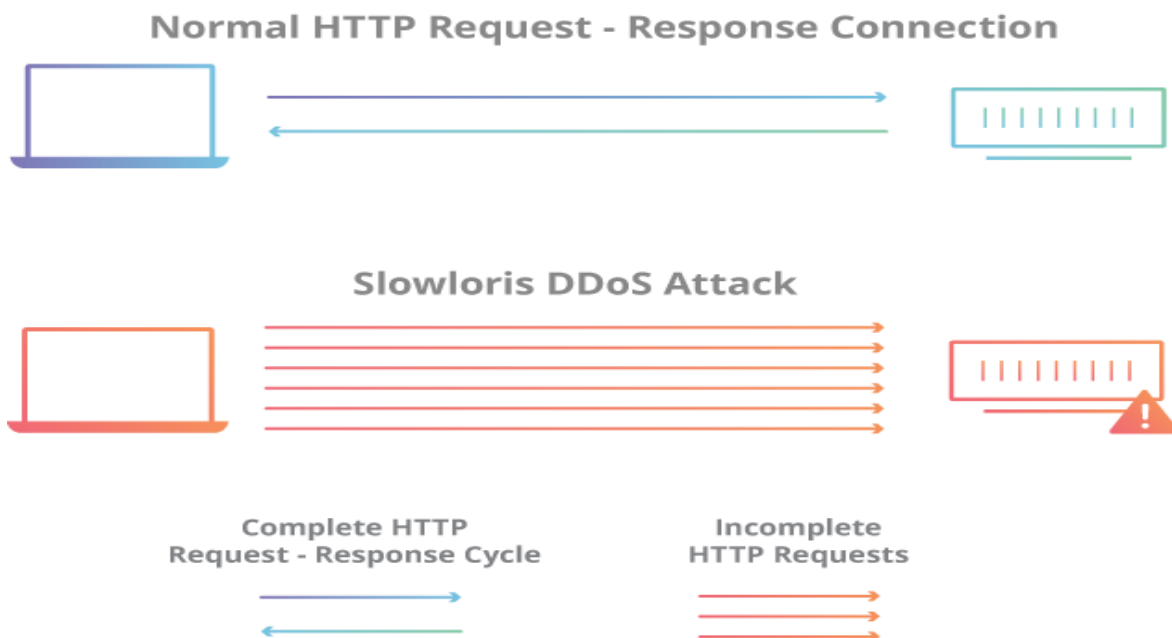 Normal HTTP Request - Response Connection
Slowloris DDoS Attack
Complete HTTP
Request - Response Cycle
Incomplete
HTTP Requests